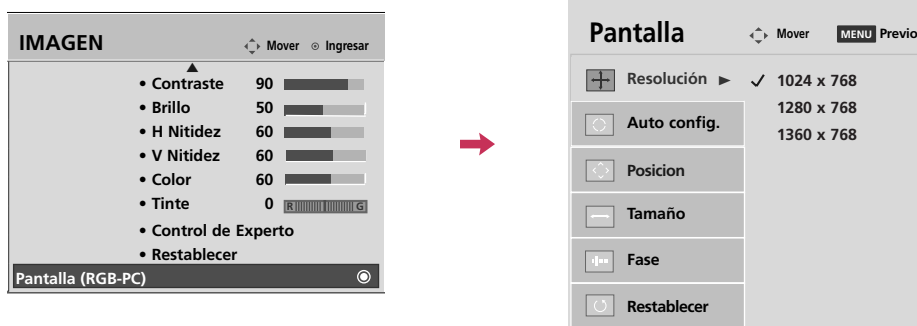 IMAGEN
Mover
Ingresar
• Contraste 90
• Brillo 50
• H Nitidez 60
• V Nitidez 60
• Color 60
• Tinte 0 R G
• Control de Experto
• Restablecer
Pantalla (RGB-PC)
Pantalla
Mover
MENU Previo
Resolución ► ✓ 1024 x 768
1280 x 768
1360 x 768
Auto config.
Posicion
Tamaño
Fase
Restablecer